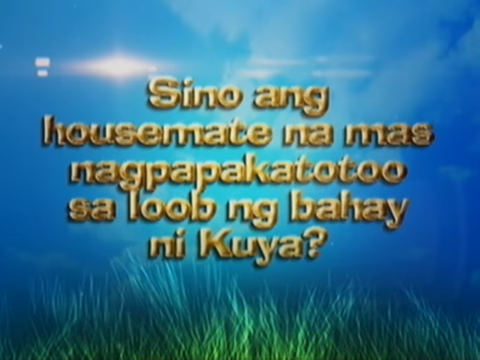 Sino ang
housemate na mas
nagpapakatotoo
sa loob ng bahay
ni Kuya?